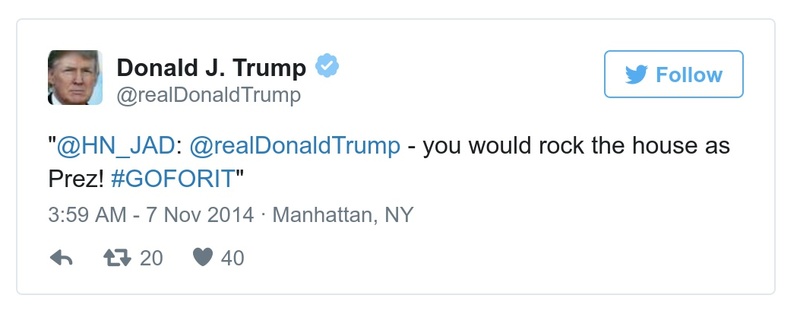 Donald J. Trump
@realDonaldTrump
Follow
"@HN_JAD: @realDonaldTrump - you would rock the house as
Prez! #GOFORIT"
3:59 AM - 7 Nov 2014 · Manhattan, NY
20 40